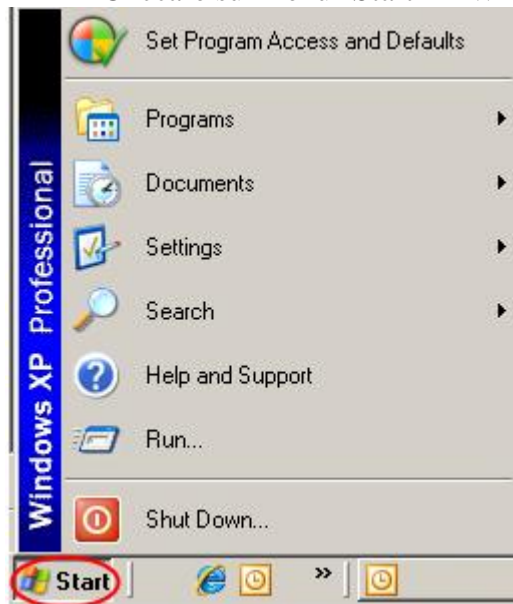 Set Program Access and Defaults
Programs
Documents
Settings
Search
Help and Support
Run...
Shut Down...
Windows XP Professional
Start
»